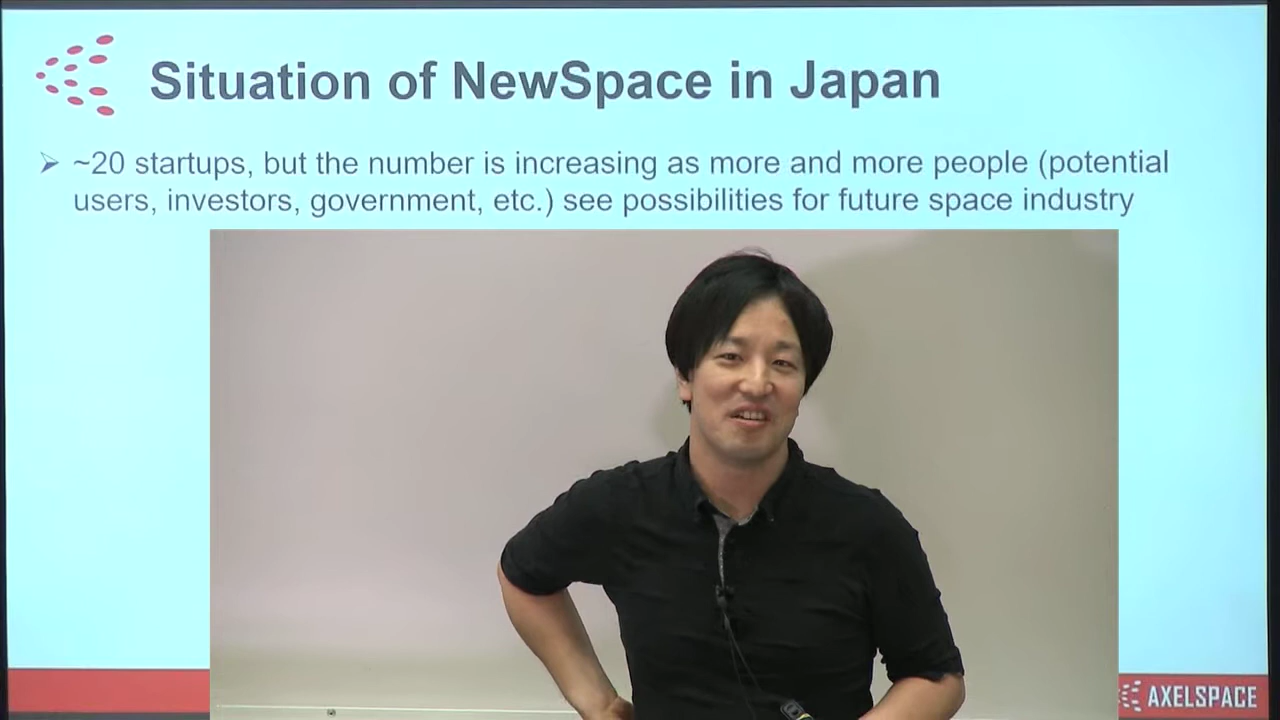 Situation of NewSpace in Japan
~20 startups, but the number is increasing as more and more people (potential
users, investors, government, etc.) see possibilities for future space industry
AXELSPACE